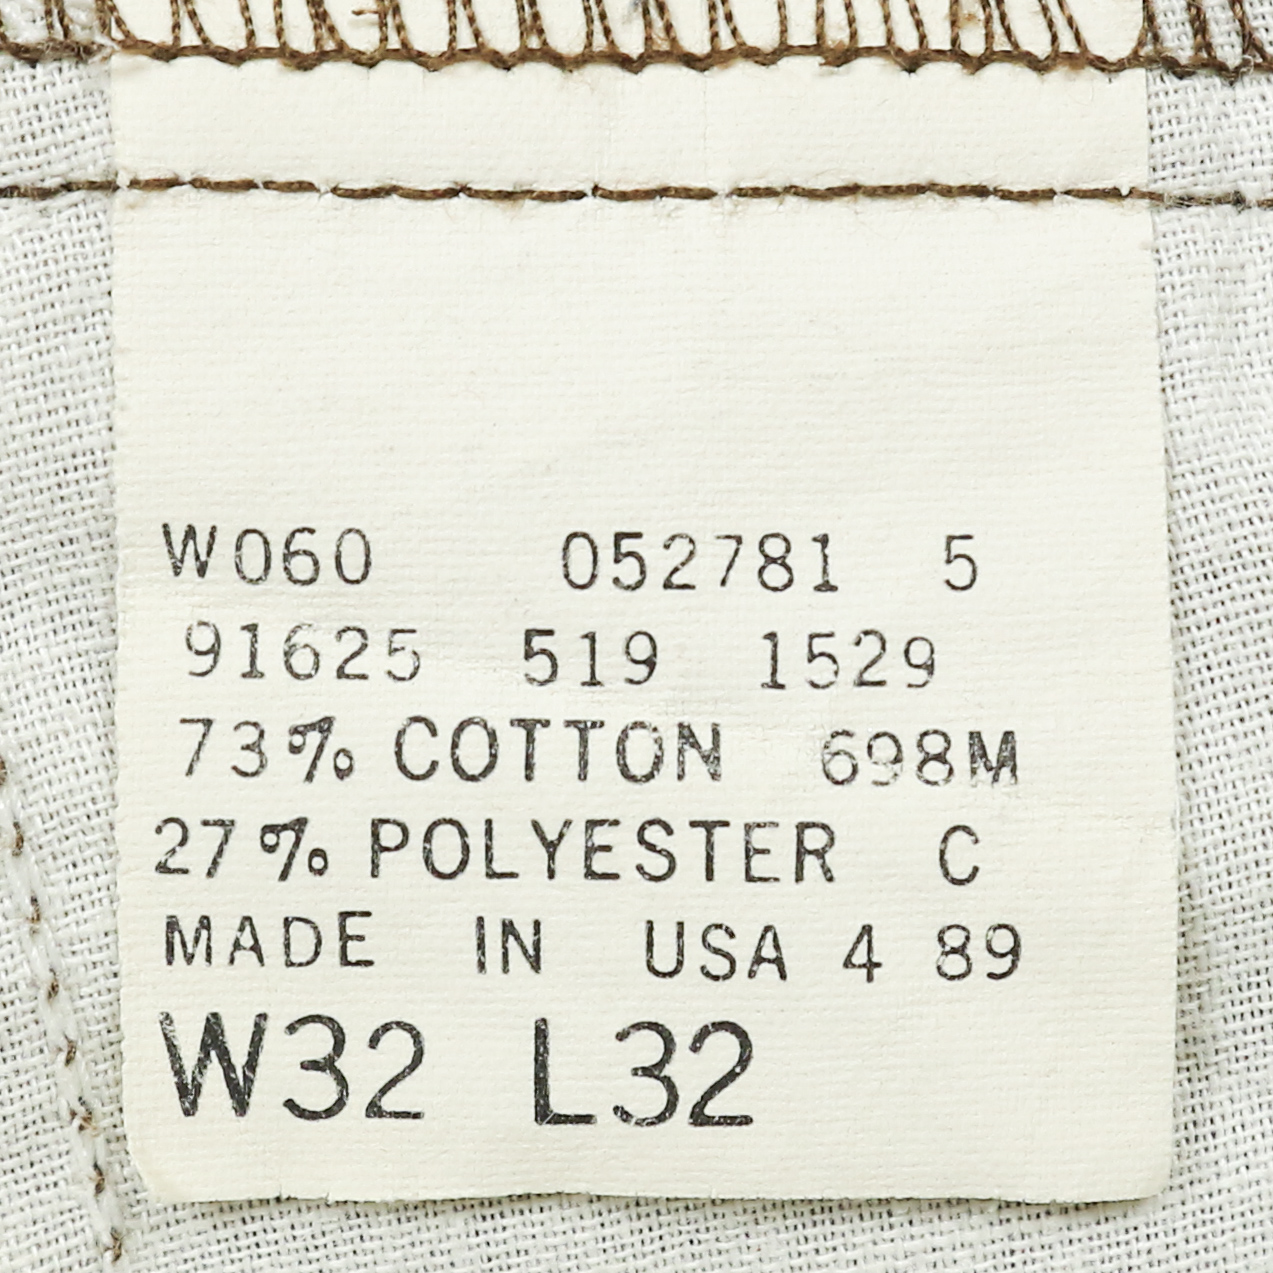 W060 052781 5
91625 519 1529
73% COTTON 698M
27% POLYESTER C
MADE IN USA 4 89
W32 L32